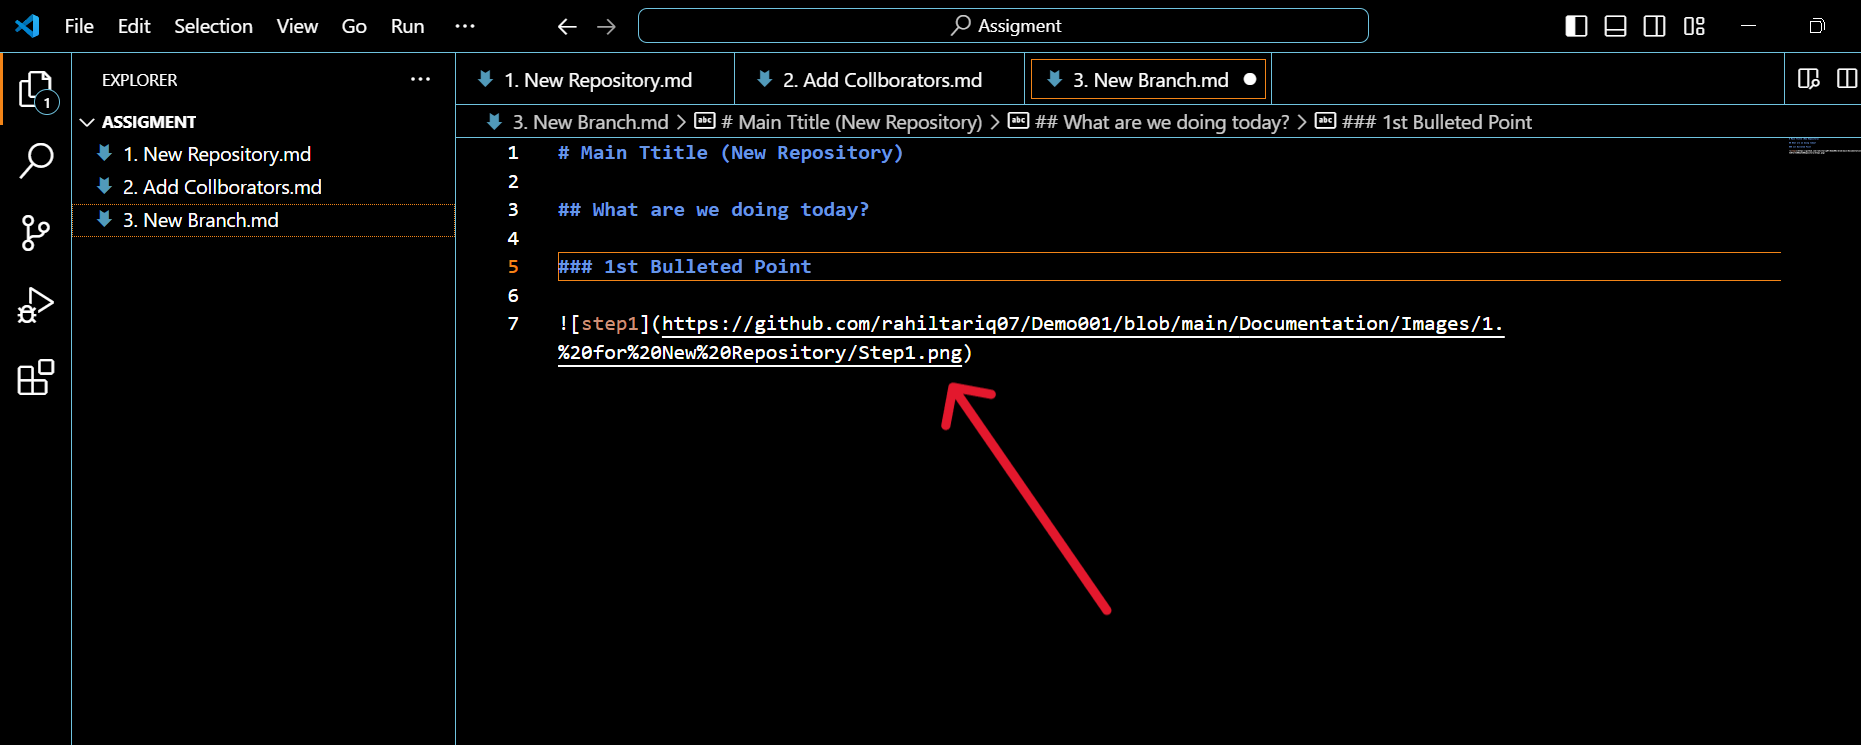 File Edit Selection View Go Run ··· Assigment
EXPLORER ···
1
ASSIGMENT
1. New Repository.md
2. Add Collborators.md
3. New Branch.md
1. New Repository.md 2. Add Collborators.md 3. New Branch.md
3. New Branch.md > # Main Ttitle (New Repository) > ## What are we doing today? > ### 1st Bulleted Point
1 # Main Ttitle (New Repository)
2
3 ## What are we doing today?
4
5 ### 1st Bulleted Point
6
7 ![step1](https://github.com/rahiltariq07/Demo001/blob/main/Documentation/Images/1.
%20for%20New%20Repository/Step1.png)